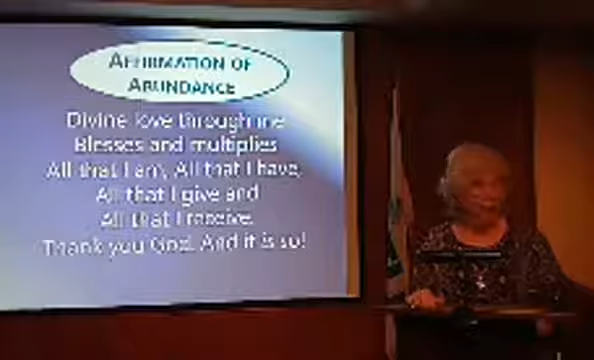 AFFIRMATION OF
ABUNDANCE
Divine love through me
Blesses and multiplies
All that I am, All that I have,
All that I give and
All that I receive.
Thank you God. And it is so!